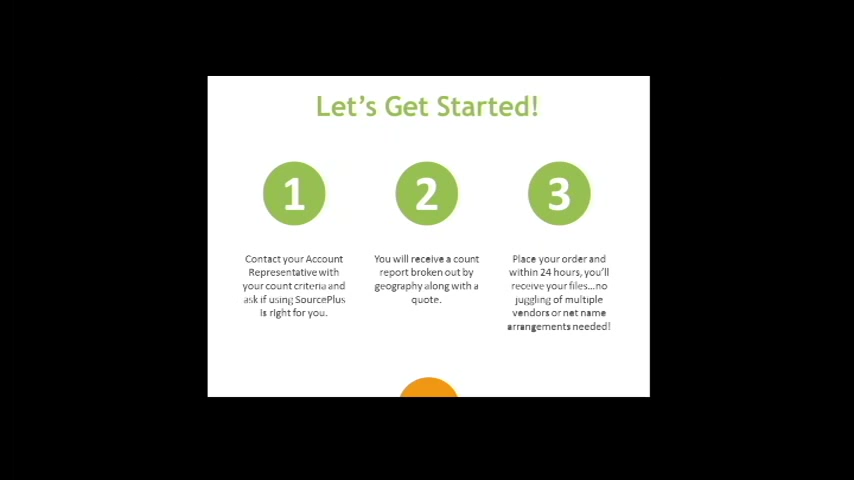 Let's Get Started!
1
2
3
Contact your Account
Representative with
your count criteria and
ask if using SourcePlus
is right for you.
You will receive a count
report broken out by
geography along with a
quote.
Place your order and
within 24 hours, you'll
receive your files...no
juggling of multiple
vendors or net name
arrangements needed!